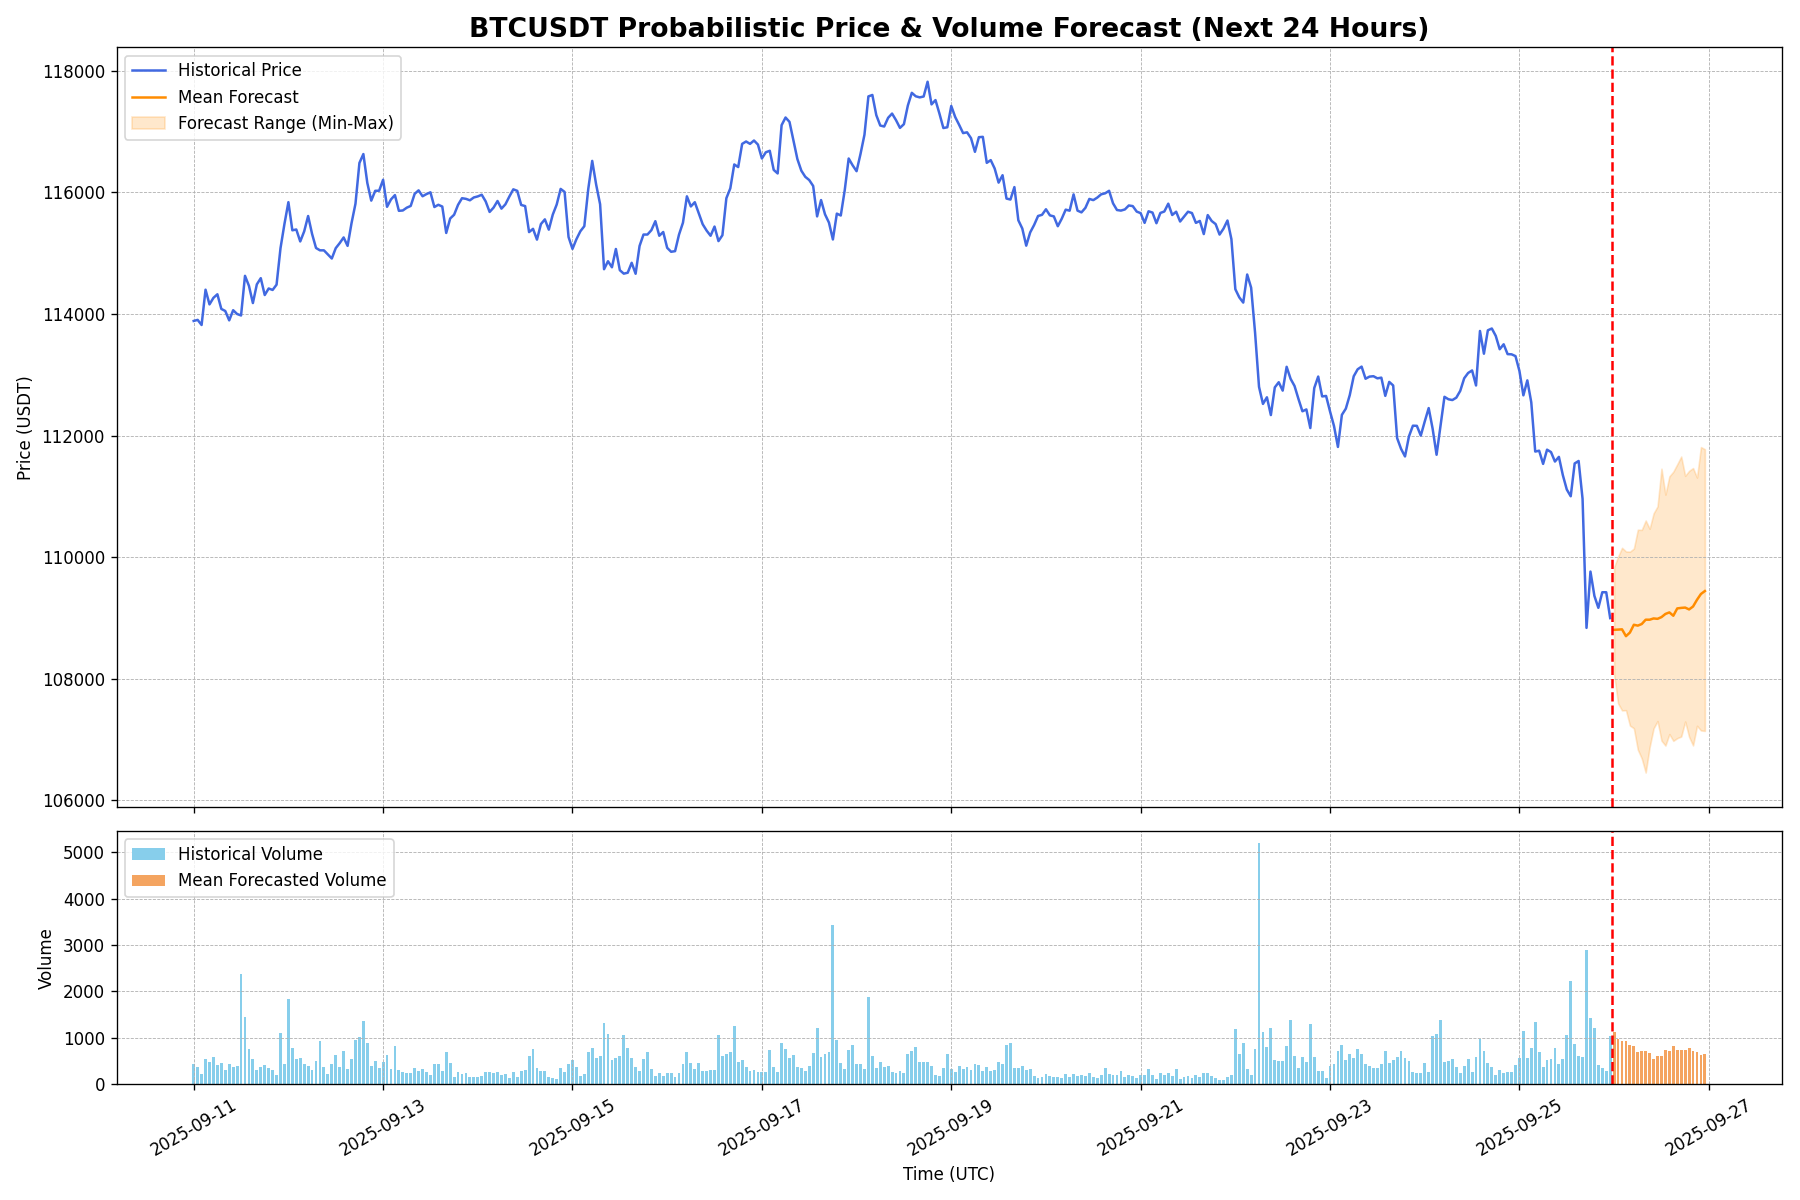 BTCUSDT Probabilistic Price & Volume Forecast (Next 24 Hours)
Historical Price
Mean Forecast
Forecast Range (Min-Max)
118000
116000
114000
112000
110000
108000
106000
Price (USDT)
Historical Volume
Mean Forecasted Volume
5000
4000
3000
2000
1000
0
Volume
2025-09-11
2025-09-13
2025-09-15
2025-09-17
2025-09-19
2025-09-21
2025-09-23
2025-09-25
2025-09-27
Time (UTC)